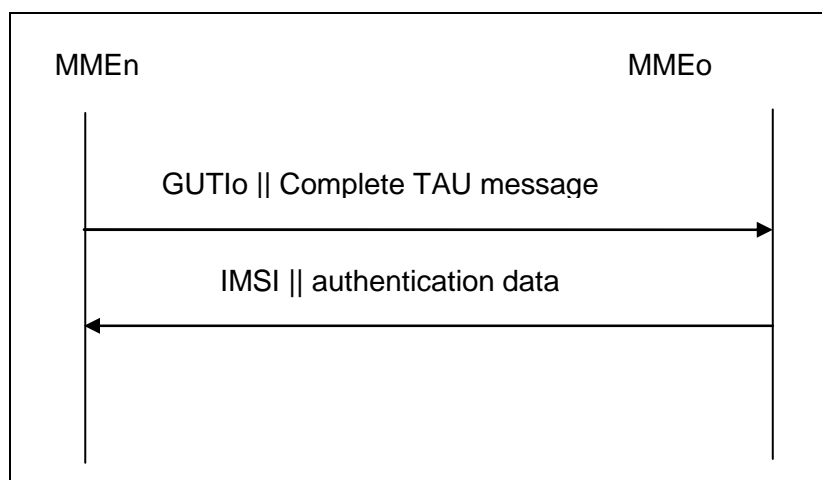 MMEn MMEo
GUTIo || Complete TAU message
IMSI || authentication data